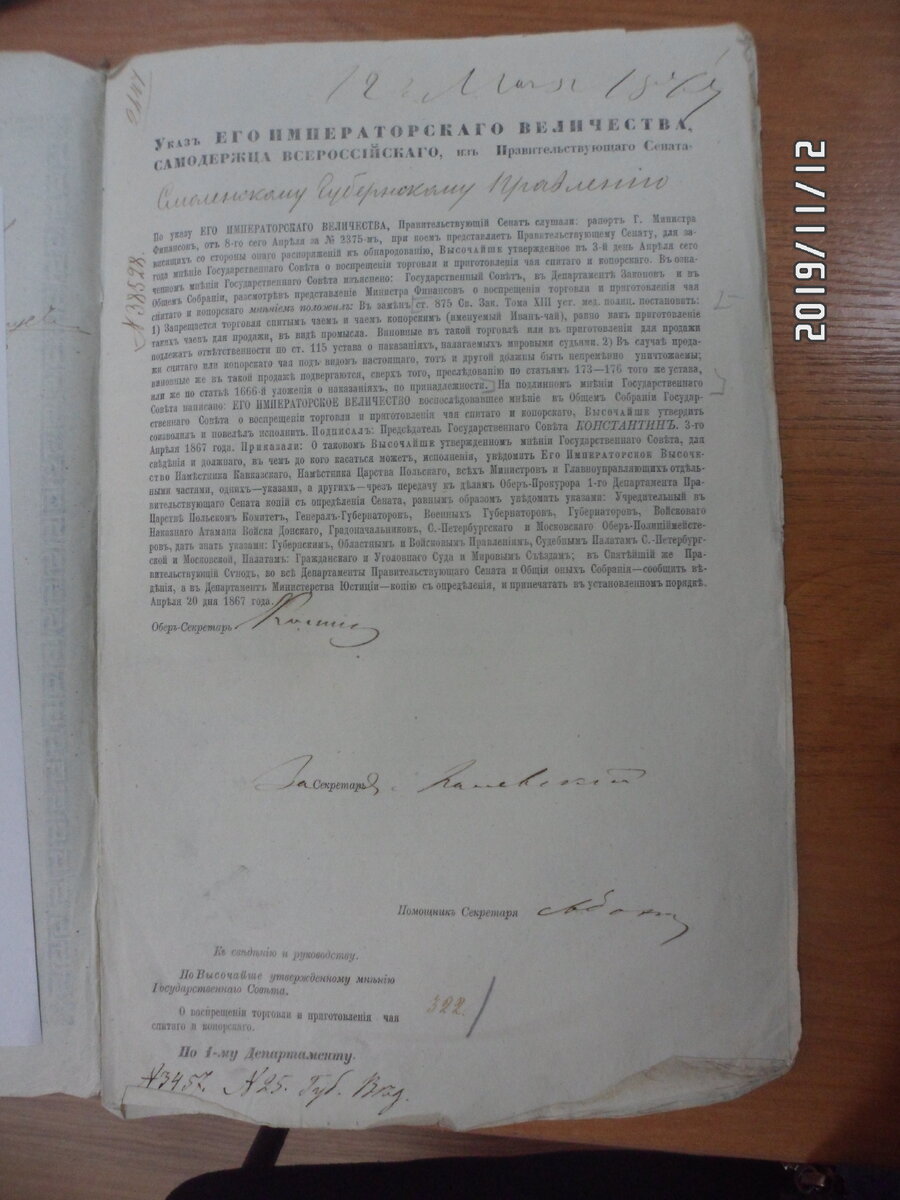 12 Мая 1867
УКАЗЪ ЕГО ИМПЕРАТОРСКАГО ВЕЛИЧЕСТВА,
САМОДЕРЖЦА ВСЕРОССІЙСКАГО, изъ Правительствующаго Сената
Смоленскому Губернскому Правленію
По указу ЕГО ИМПЕРАТОРСКАГО ВЕЛИЧЕСТВА, Правительствующій Сенатъ слушали: рапортъ Г. Министра
Финансовъ, отъ 8-го сего Апрѣля за № 2375-мъ, при коемъ представляетъ Правительствующему Сенату, для за-
висящихъ со стороны онаго распоряженій къ обнародованію, Высочайше утвержденное въ 3-й день Апрѣля сего
года мнѣніе Государственнаго Совѣта о воспрещеніи торговли и приготовленія чая спитаго и копорскаго. Въ озна-
ченномъ мнѣніи Государственнаго Совѣта изъяснено: Государственный Совѣтъ, въ Департаментѣ Законовъ и въ
Общемъ Собраніи, разсмотрѣвъ представленіе Министра Финансовъ о воспрещеніи торговли и приготовленія чая
спитаго и копорскаго мнѣніемъ положилъ: Въ замѣнъ ст. 875 Св. Зак. Тома XIII уст. мед. полиц. постановить:
1) Запрещается торговля спитымъ чаемъ и чаемъ копорскимъ (именуемый Иванъ-чай), равно какъ приготовленіе
такихъ чаевъ для продажи, въ видѣ промысла. Виновные въ такой торговлѣ или въ приготовленіи для продажи
подлежатъ отвѣтственности по ст. 115 устава о наказаніяхъ, налагаемыхъ мировыми судьями. 2) Въ случаѣ прода-
жи спитаго или копорскаго чая подъ видомъ настоящаго, тотъ и другой должны быть непремѣнно уничтожаемы;
виновные же въ такой продажѣ подвергаются, сверхъ того, преслѣдованію по статьямъ 173—176 того же устава,
или же по статьѣ 1666-й уложенія о наказаніяхъ, по принадлежности. На подлинномъ мнѣніи Государственнаго
Совѣта написано: ЕГО ИМПЕРАТОРСКОЕ ВЕЛИЧЕСТВО воспослѣдовавшее мнѣніе въ Общемъ Собраніи Государ-
ственнаго Совѣта о воспрещеніи торговли и приготовленія чая спитаго и копорскаго, Высочайше утвердить
соизволилъ и повелѣлъ исполнить. Подписалъ: Предсѣдатель Государственнаго Совѣта КОНСТАНТИНЪ. 3-го
Апрѣля 1867 года. Приказали: О таковомъ Высочайше утвержденномъ мнѣніи Государственнаго Совѣта, для
свѣдѣнія и должнаго, въ чемъ до кого касаться можетъ, исполненія, увѣдомить Его Императорское Высоче-
ство Намѣстника Кавказскаго, Намѣстника Царства Польскаго, всѣхъ Министровъ и Главноуправляющихъ отдѣль-
ными частями, однихъ—указами, а другихъ—чрезъ передачу къ дѣламъ Оберъ-Прокурора 1-го Департамента Пра-
вительствующаго Сената копій съ опредѣленія Сената, равнымъ образомъ увѣдомить указами: Учредительный въ
Царствѣ Польскомъ Комитетъ, Генералъ-Губернаторовъ, Военныхъ Губернаторовъ, Губернаторовъ, Войсковаго
Наказнаго Атамана Войска Донскаго, Градоначальниковъ, С.-Петербургскаго и Московскаго Оберъ-Полиціймейсте-
ровъ, дать знать указами: Губернскимъ, Областнымъ и Войсковымъ Правленіямъ, Судебнымъ Палатамъ С.-Петербург-
ской и Московской, Палатамъ: Гражданскаго и Уголовнаго Суда и Мировымъ Съѣздамъ; въ Святѣйшій же Пра-
вительствующій Сѵнодъ, во всѣ Департаменты Правительствующаго Сената и Общія оныхъ Собранія—сообщить вѣ-
дѣнія, а въ Департаментъ Министерства Юстиціи—копію съ опредѣленія, и припечатать въ установленномъ порядкѣ.
Апрѣля 20 дня 1867 года.
Оберъ-Секретарь
За Секретаря
Помощникъ Секретаря
Къ свѣдѣнію и руководству.
По Высочайше утвержденному мнѣнію
Государственнаго Совѣта.
О воспрещеніи торговли и приготовленія чая
спитаго и копорскаго.
322.
По 1-му Департаменту.
№3457. №25. Губ. Вѣд.
№38598
21/11/2019